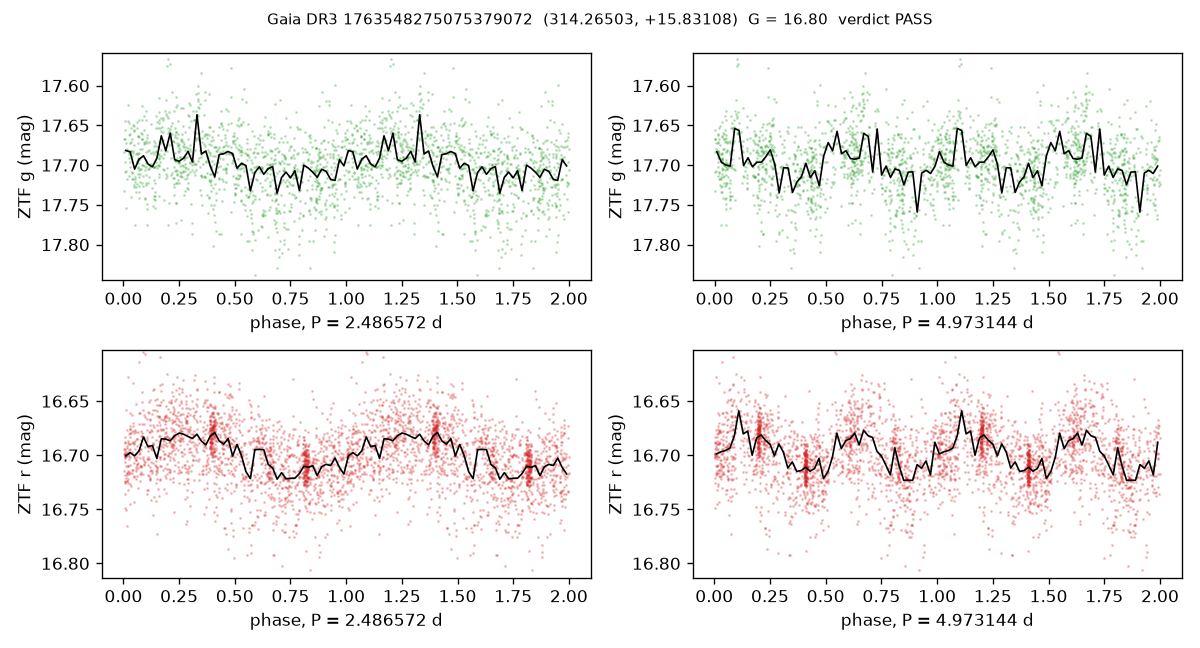 Gaia DR3 1763548275075379072  (314.26503, +15.83108)  G = 16.80  verdict PASS
ZTF g (mag)
17.60
17.65
17.70
17.75
17.80
0.00 0.25 0.50 0.75 1.00 1.25 1.50 1.75 2.00
phase, P = 2.486572 d
ZTF g (mag)
17.60
17.65
17.70
17.75
17.80
0.00 0.25 0.50 0.75 1.00 1.25 1.50 1.75 2.00
phase, P = 4.973144 d
ZTF r (mag)
16.65
16.70
16.75
16.80
0.00 0.25 0.50 0.75 1.00 1.25 1.50 1.75 2.00
phase, P = 2.486572 d
ZTF r (mag)
16.65
16.70
16.75
16.80
0.00 0.25 0.50 0.75 1.00 1.25 1.50 1.75 2.00
phase, P = 4.973144 d